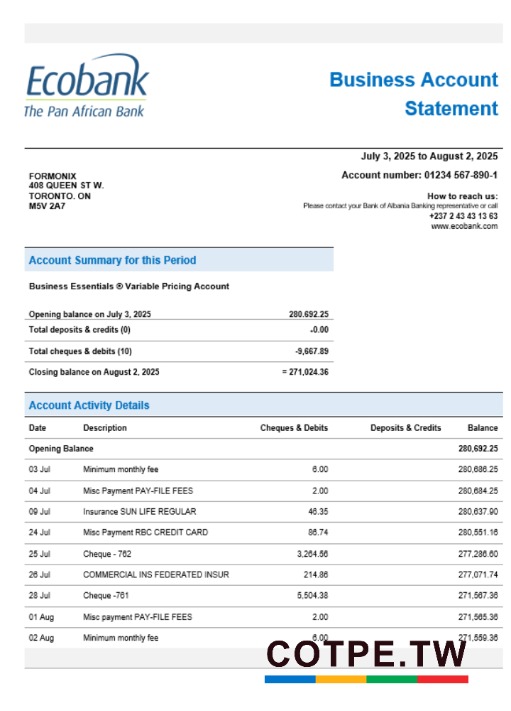 Ecobank
The Pan African Bank
Business Account
Statement
July 3, 2025 to August 2, 2025
FORMONIX
408 QUEEN ST W.
TORONTO. ON
M5V 2A7
Account number: 01234 567-890-1
How to reach us:
Please contact your Bank of Albania Banking representative or call
+237 2 43 43 13 63
www.ecobank.com
Account Summary for this Period
Business Essentials ® Variable Pricing Account
Opening balance on July 3, 2025 280.692.25
Total deposits & credits (0) -0.00
Total cheques & debits (10) -9,667.89
Closing balance on August 2, 2025 = 271,024.36
Account Activity Details
Date Description Cheques & Debits Deposits & Credits Balance
Opening Balance 280,692.25
03 Jul Minimum monthly fee 6.00 280,686.25
04 Jul Misc Payment PAY-FILE FEES 2.00 280,684.25
09 Jul Insurance SUN LIFE REGULAR 46.35 280,637.90
24 Jul Misc Payment RBC CREDIT CARD 86.74 280,551.16
25 Jul Cheque - 762 3,264.56 277,286.60
26 Jul COMMERCIAL INS FEDERATED INSUR 214.86 277,071.74
28 Jul Cheque -761 5,504.38 271,567.36
01 Aug Misc payment PAY-FILE FEES 2.00 271,565.36
02 Aug Minimum monthly fee 6.00 271,559.36
COTPE.TW